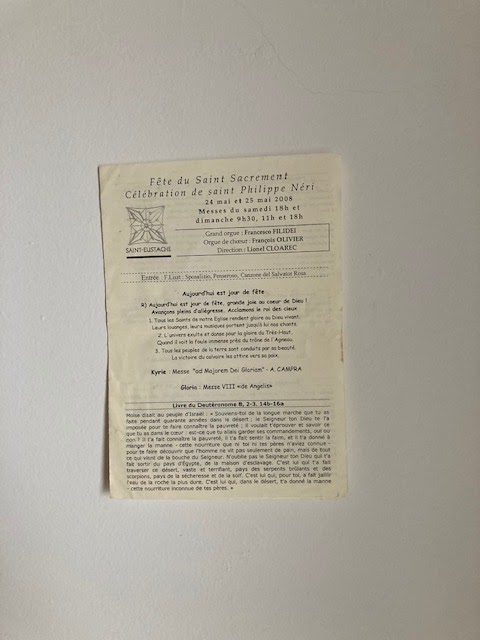 Fête du Saint Sacrement
Célébration de saint Philippe Néri
24 mai et 25 mai 2008
Messes du samedi 18h et
dimanche 9h30, 11h et 18h
SAINT-EUSTACHE
Grand orgue : Francesco FILIDEI
Orgue de chœur : François OLIVIER
Direction : Lionel CLOAREC
Entrée : F.Liszt : Sposalizio, Penseroso, Canzone del Salvator Rosa
Aujourd'hui est jour de fête
R) Aujourd'hui est jour de fête, grande joie au coeur de Dieu !
Avançons pleins d'allégresse, Acclamons le roi des cieux
1. Tous les Saints de notre Eglise rendent gloire au Dieu vivant.
Leurs louanges, leurs musiques portent jusqu'à lui nos chants.
2. L'univers exulte et danse pour la gloire du Très-Haut,
Quand il voit la foule immense près du trône de l'Agneau.
3. Tous les peuples de la terre sont conduits par sa beauté.
La victoire du calvaire les attire vers sa paix.
Kyrie : Messe "ad Majorem Dei Gloriam" - A. CAMPRA
Gloria : Messe VIII «de Angelis»
Livre du Deutéronome 8, 2-3, 14b-16a
Moïse disait au peuple d'Israël : « Souviens-toi de la longue marche que tu as
faite pendant quarante années dans le désert ; le Seigneur ton Dieu te l'a
imposée pour te faire connaître la pauvreté ; il voulait t'éprouver et savoir ce
que tu as dans le cœur : est-ce que tu allais garder ses commandements, oui ou
non ? Il t'a fait connaître la pauvreté, il t'a fait sentir la faim, et il t'a donné à
manger la manne - cette nourriture que ni toi ni tes pères n'aviez connue -
pour te faire découvrir que l'homme ne vit pas seulement de pain, mais de tout
ce qui vient de la bouche du Seigneur. N'oublie pas le Seigneur ton Dieu qui t'a
fait sortir du pays d'Égypte, de la maison d'esclavage. C'est lui qui t'a fait
traverser ce désert, vaste et terrifiant, pays des serpents brûlants et des
scorpions, pays de la sécheresse et de la soif. C'est lui qui, pour toi, a fait jaillir
l'eau de la roche la plus dure. C'est lui qui, dans le désert, t'a donné la manne
- cette nourriture inconnue de tes pères. »